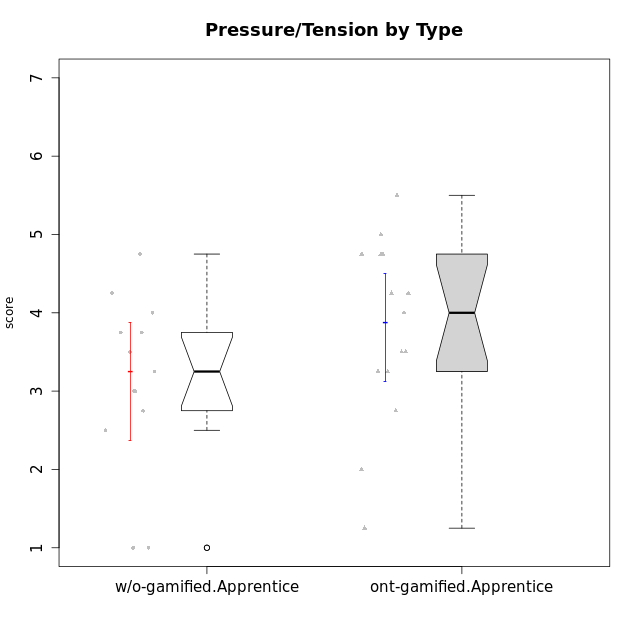 Pressure/Tension by Type
7
6
5
4
3
2
1
score
w/o-gamified.Apprentice
ont-gamified.Apprentice